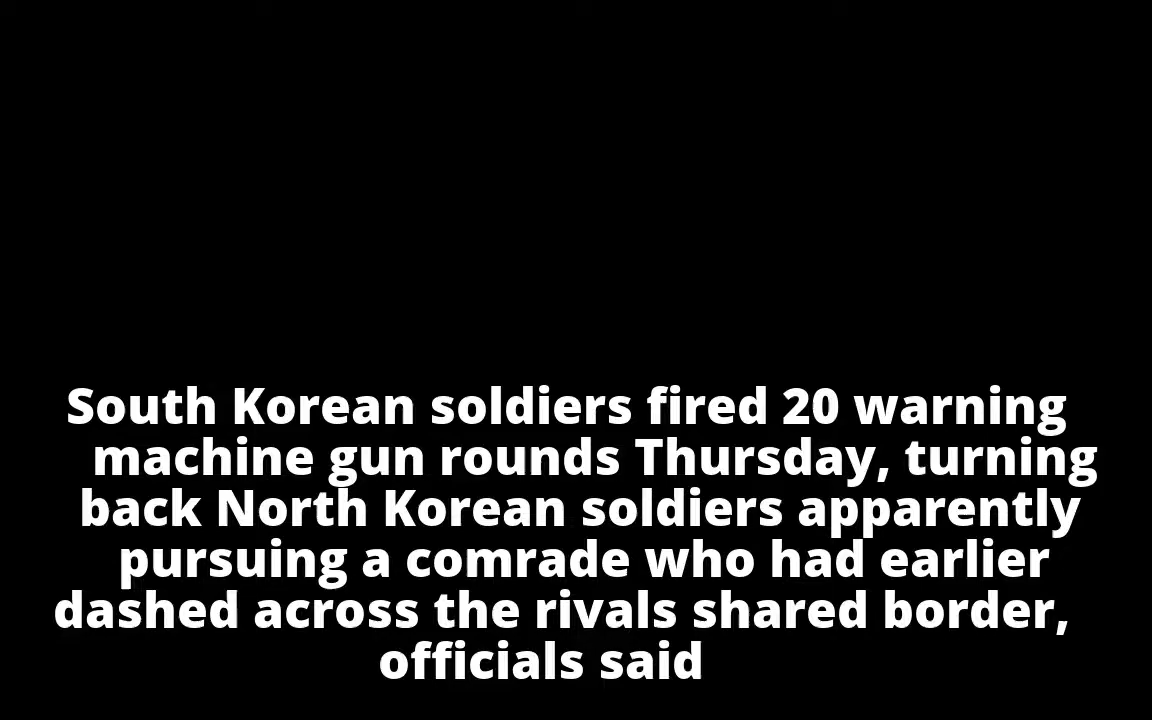 South Korean soldiers fired 20 warning
machine gun rounds Thursday, turning
back North Korean soldiers apparently
pursuing a comrade who had earlier
dashed across the rivals shared border,
officials said